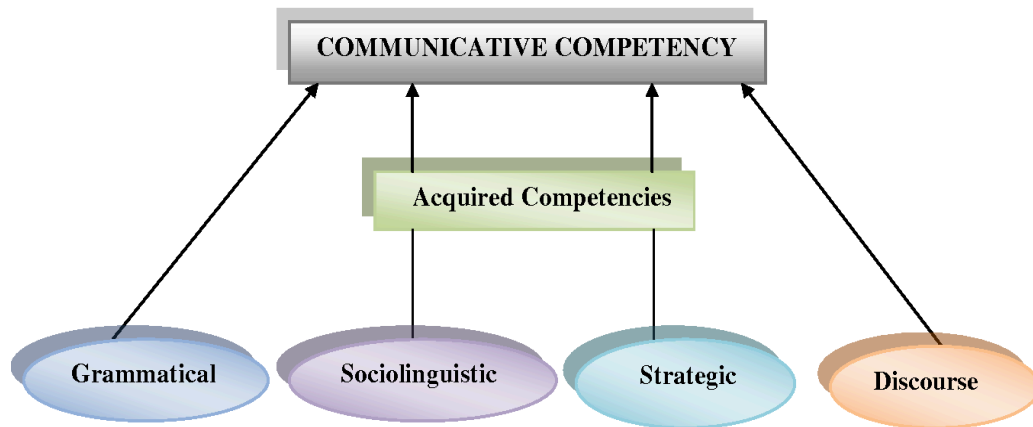 COMMUNICATIVE COMPETENCY
Acquired Competencies
Grammatical
Sociolinguistic
Strategic
Discourse